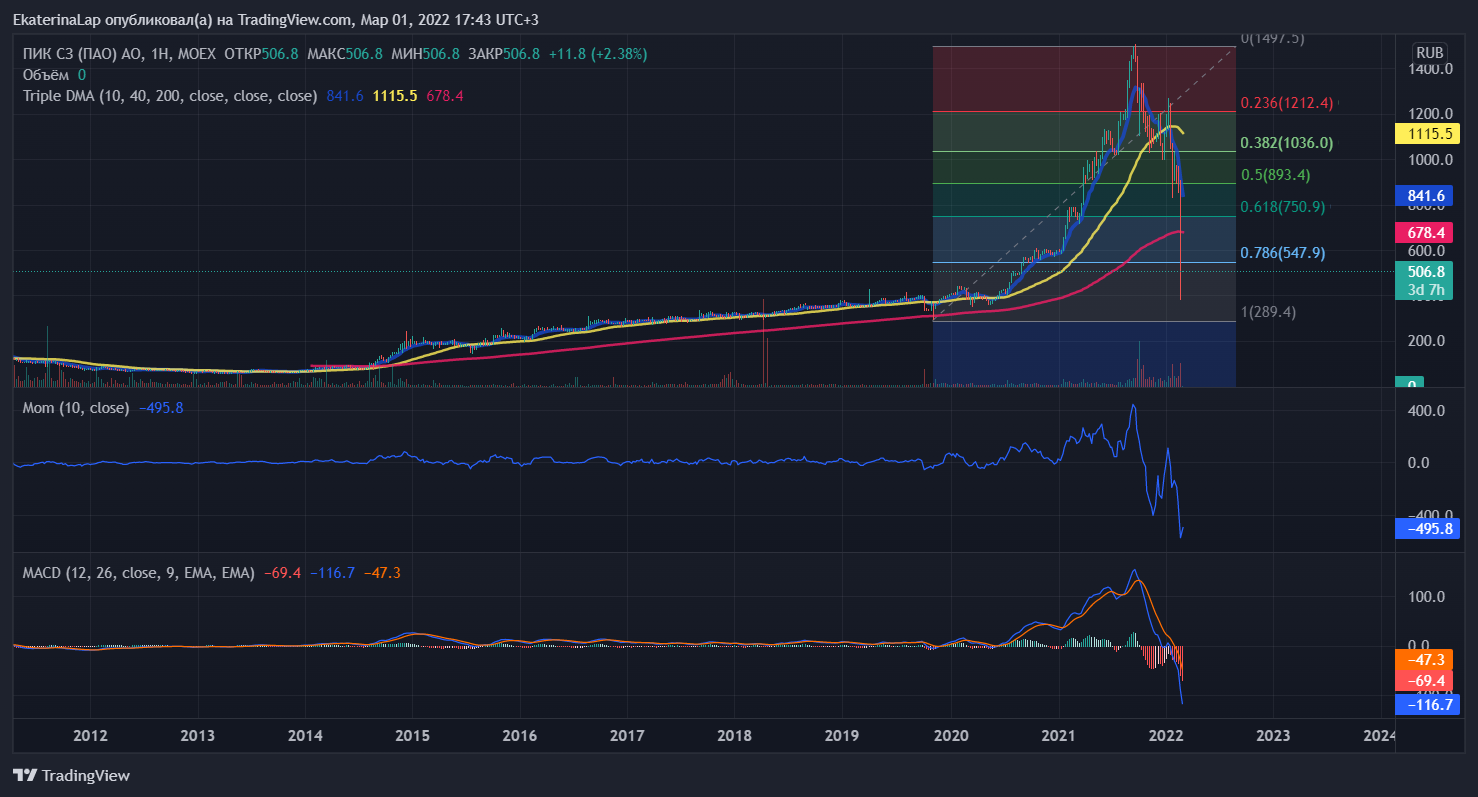 EkaterinaLap опубликовал(а) на TradingView.com, Мар 01, 2022 17:43 UTC+3
ПИК СЗ (ПАО) АО, 1Н, MOEX ОТКР506.8 МАКС506.8 МИН506.8 ЗАКР506.8 +11.8 (+2.38%)
Объём 0
Triple DMA (10, 40, 200, close, close, close) 841.6 1115.5 678.4
0(1497.5)
0.236(1212.4)
0.382(1036.0)
0.5(893.4)
0.618(750.9)
0.786(547.9)
1(289.4)
RUB
1400.0
1200.0
1115.5
1000.0
841.6
678.4
600.0
506.8
3d 7h
200.0
0
Mom (10, close) −495.8
400.0
0.0
−400.0
−495.8
MACD (12, 26, close, 9, EMA, EMA) −69.4 −116.7 −47.3
100.0
0.0
−47.3
−69.4
−116.7
2012 2013 2014 2015 2016 2017 2018 2019 2020 2021 2022 2023 2024
TradingView